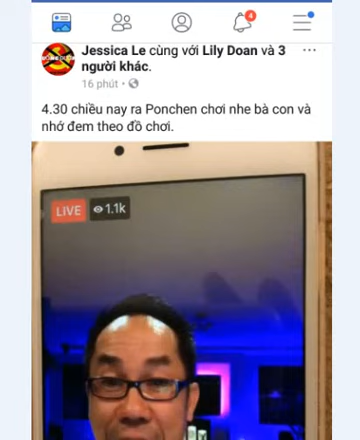 4
Jessica Le cùng với Lily Doan và 3
người khác.
16 phút ·
4.30 chiều nay ra Ponchen chơi nhe bà con và
nhớ đem theo đồ chơi.
LIVE 1.1k